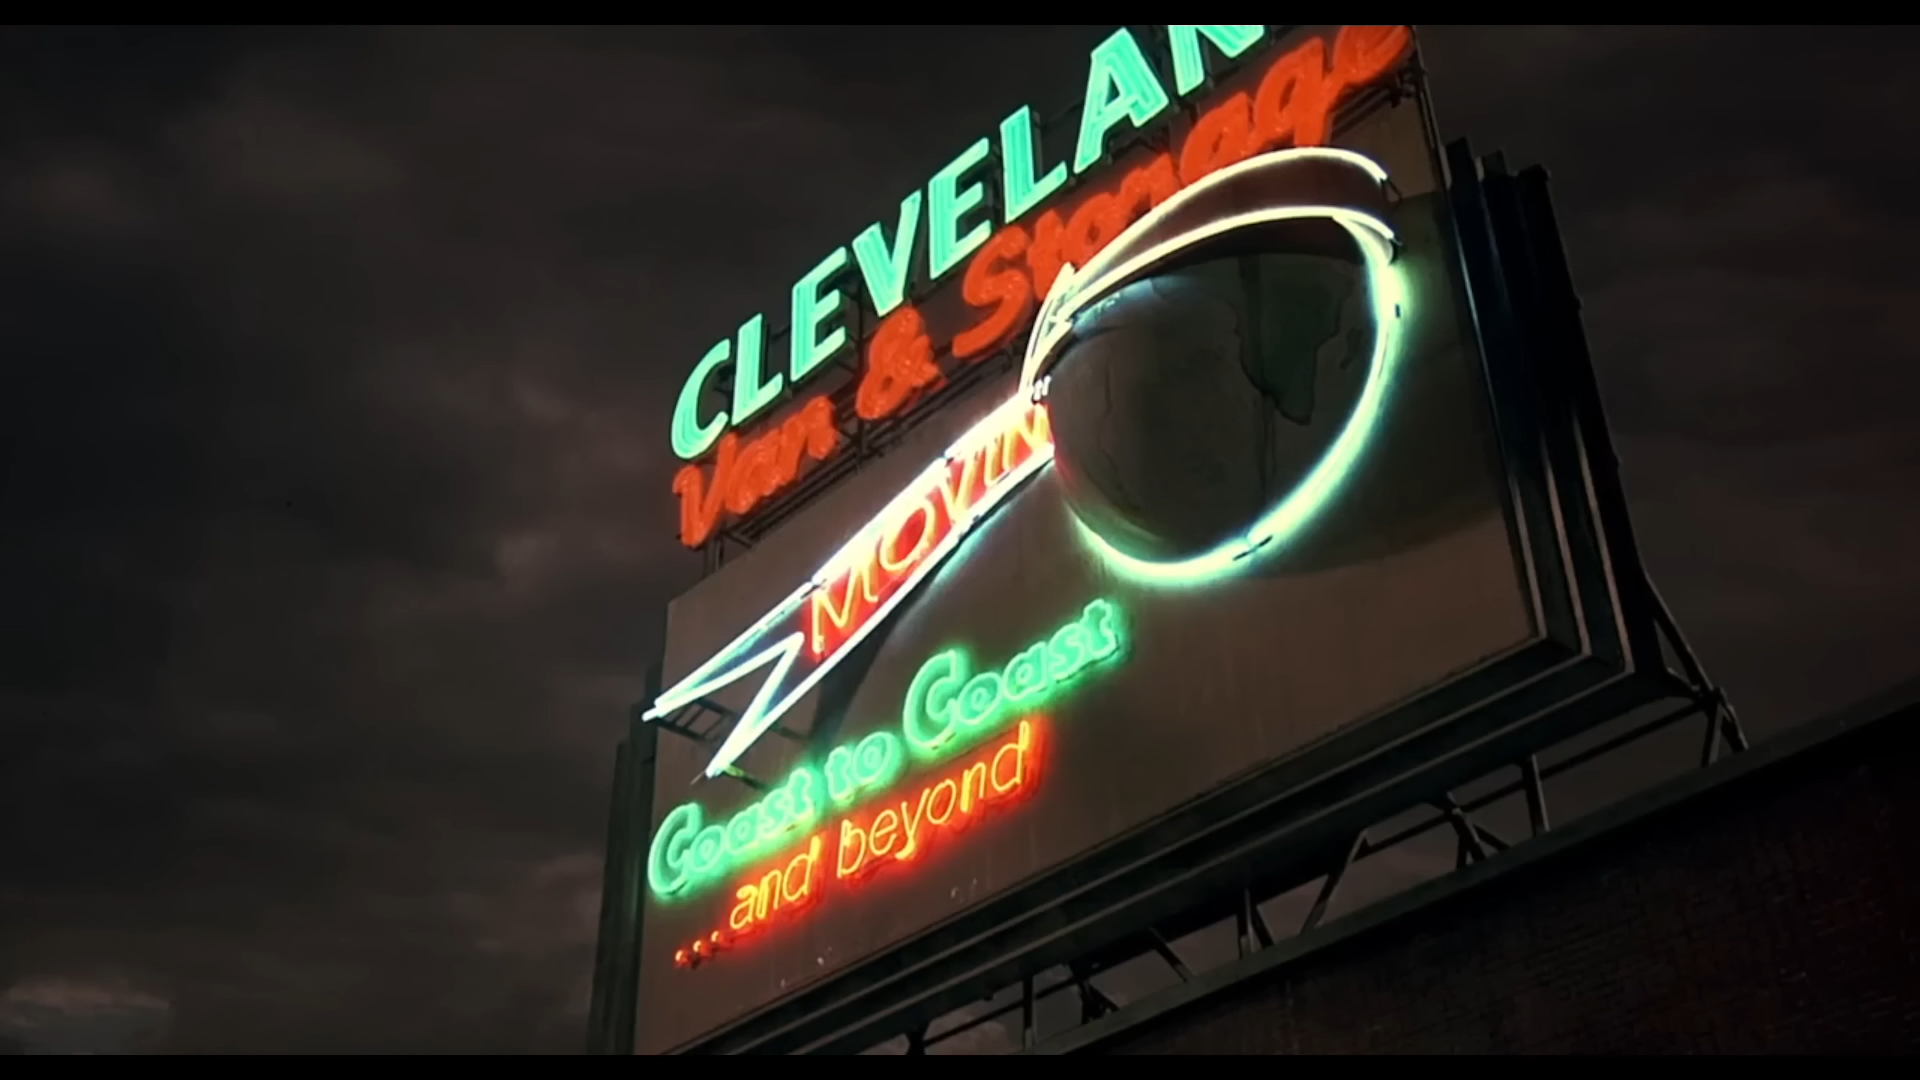 CLEVELAN
Van & Storage
MOVIN
Coast to Coast
...and beyond